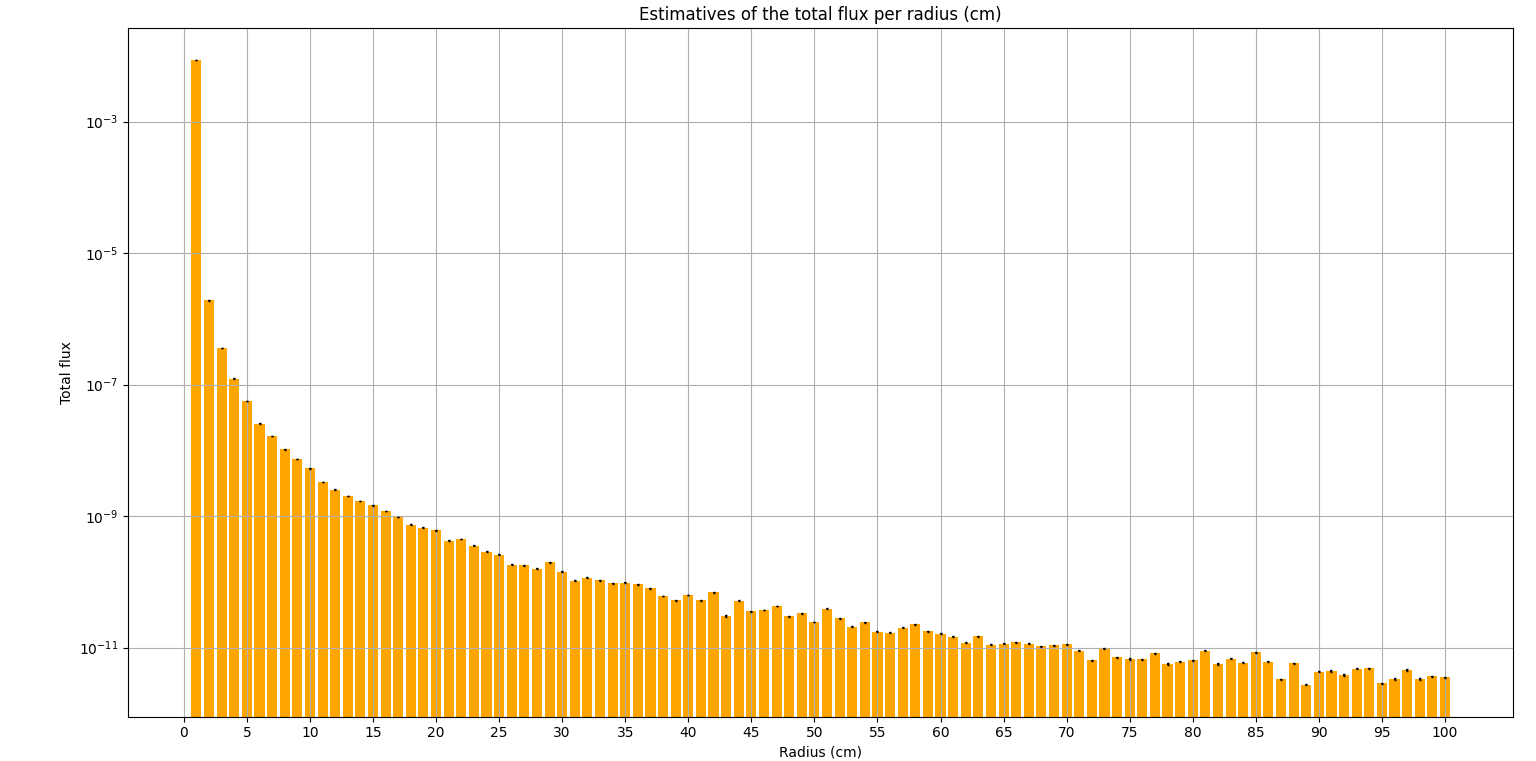 Estimatives of the total flux per radius (cm)
10⁻³
10⁻⁵
10⁻⁷
10⁻⁹
10⁻¹¹
Total flux
0 5 10 15 20 25 30 35 40 45 50 55 60 65 70 75 80 85 90 95 100
Radius (cm)